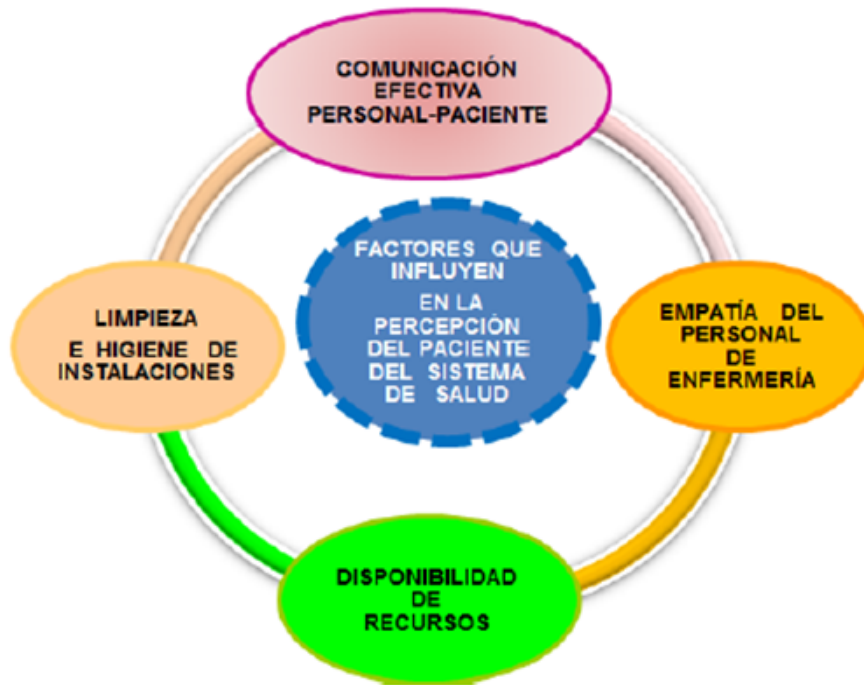 COMUNICACIÓN
EFECTIVA
PERSONAL-PACIENTE
FACTORES QUE
INFLUYEN
EN LA
PERCEPCIÓN
DEL PACIENTE
DEL SISTEMA
DE SALUD
LIMPIEZA
E HIGIENE DE
INSTALACIONES
EMPATÍA DEL
PERSONAL
DE
ENFERMERÍA
DISPONIBILIDAD
DE
RECURSOS